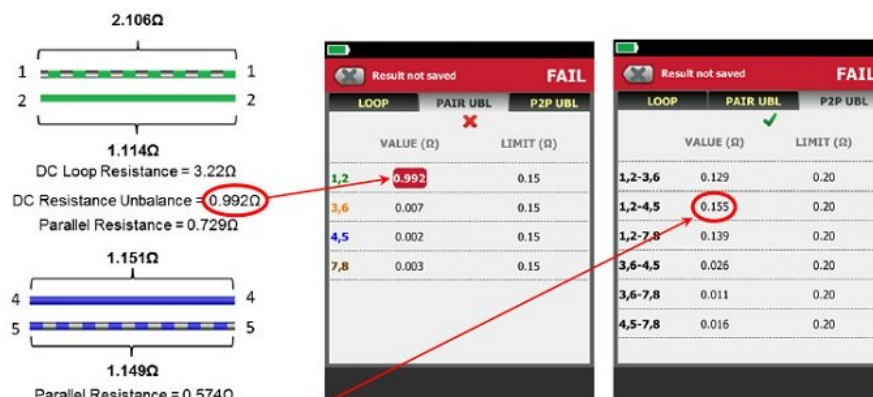 2.106Ω
1 1
2 2
1.114Ω
DC Loop Resistance = 3.22Ω
DC Resistance Unbalance = 0.992Ω
Parallel Resistance = 0.729Ω
1.151Ω
4 4
5 5
1.149Ω
Parallel Resistance = 0.574Ω
Result not saved FAIL
LOOP PAIR UBL P2P UBL
VALUE (Ω) LIMIT (Ω)
1,2 0.992 0.15
3,6 0.007 0.15
4,5 0.002 0.15
7,8 0.003 0.15
Result not saved FAIL
LOOP PAIR UBL P2P UBL
VALUE (Ω) LIMIT (Ω)
1,2-3,6 0.129 0.20
1,2-4,5 0.155 0.20
1,2-7,8 0.139 0.20
3,6-4,5 0.026 0.20
3,6-7,8 0.011 0.20
4,5-7,8 0.016 0.20